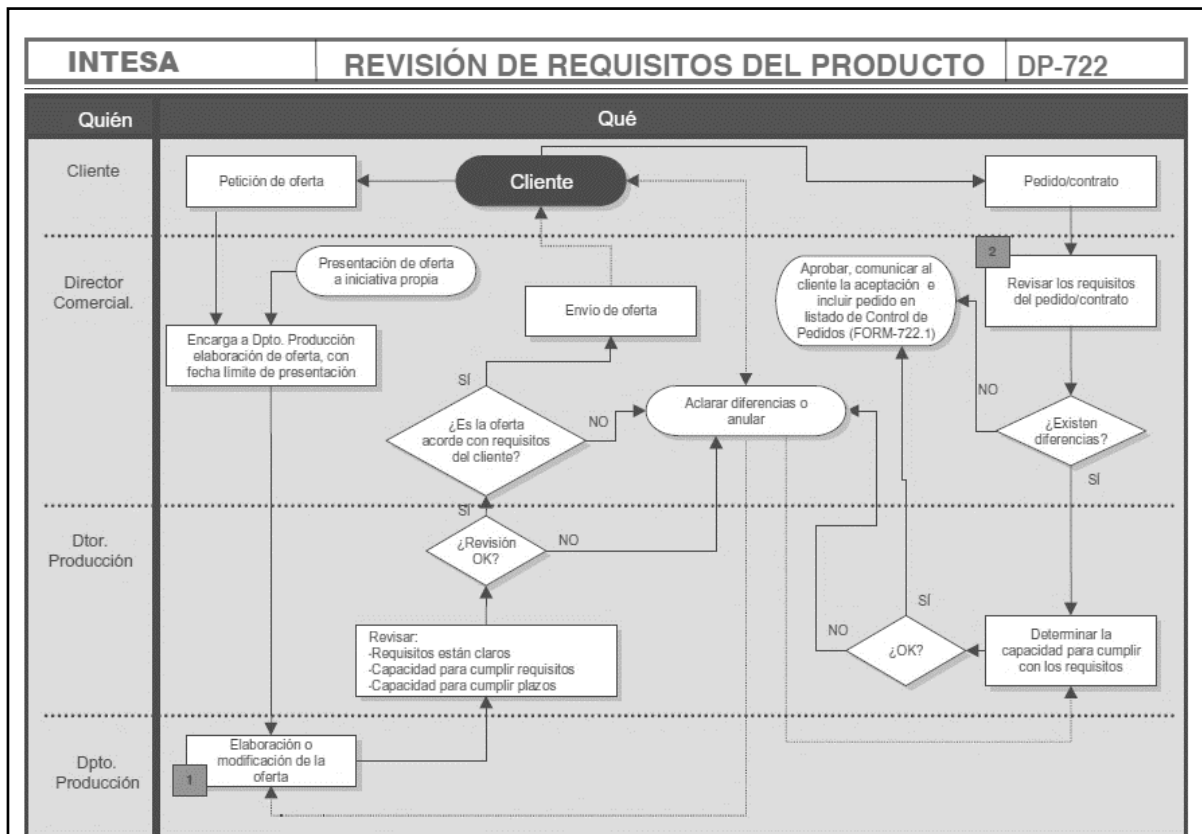 INTESA
REVISIÓN DE REQUISITOS DEL PRODUCTO
DP-722
Quién
Qué
Cliente
Petición de oferta
Cliente
Pedido/contrato
Director
Comercial.
Presentación de oferta
a iniciativa propia
Encarga a Dpto. Producción
elaboración de oferta, con
fecha límite de presentación
Envío de oferta
Aprobar, comunicar al
cliente la aceptación e
incluir pedido en
listado de Control de
Pedidos (FORM-722.1)
2
Revisar los requisitos
del pedido/contrato
SÍ
¿Es la oferta
acorde con requisitos
del cliente?
NO
Aclarar diferencias o
anular
NO
¿Existen
diferencias?
SÍ
Dtor.
Producción
SÍ
¿Revisión
OK?
NO
Revisar:
-Requisitos están claros
-Capacidad para cumplir requisitos
-Capacidad para cumplir plazos
NO
SÍ
¿OK?
Determinar la
capacidad para cumplir
con los requisitos
Dpto.
Producción
1
Elaboración o
modificación de la
oferta